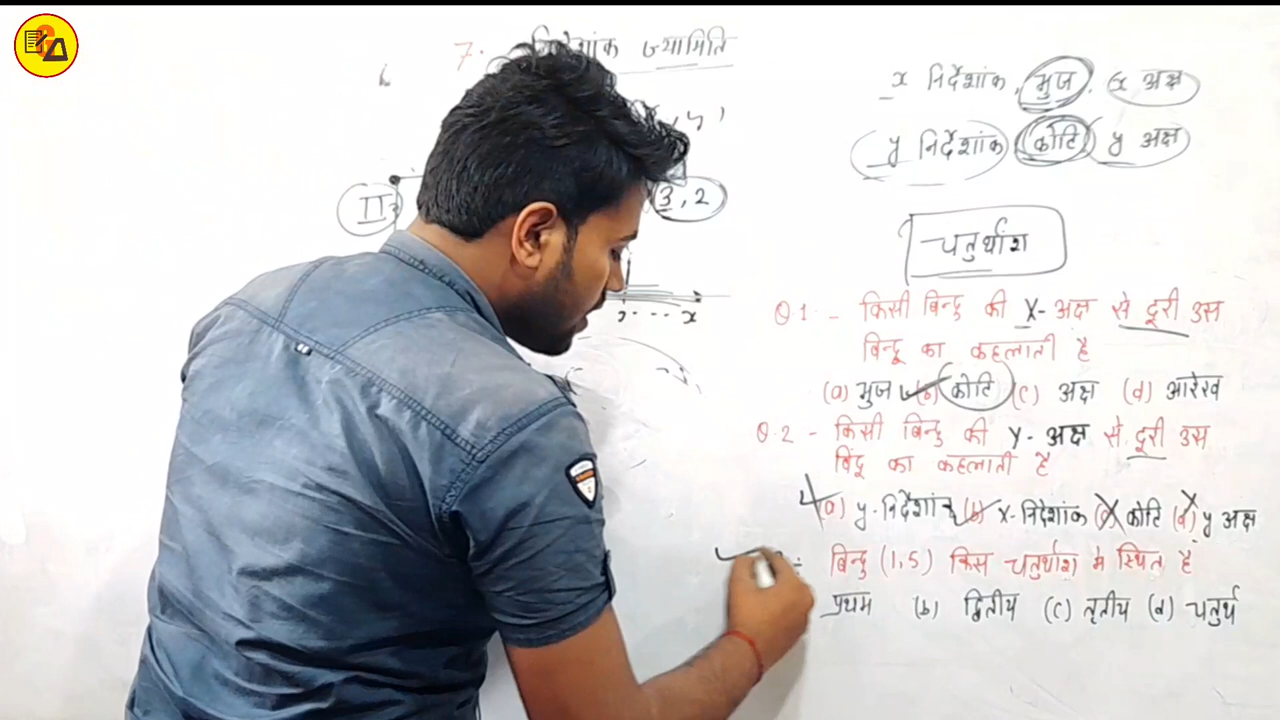 7. निर्देशांक ज्यामिति
x निर्देशांक, भुज, x अक्ष
y निर्देशांक कोटि y अक्ष
II
3, 2
चतुर्थांश
x
Q.1 - किसी बिन्दु की X-अक्ष से दूरी उस
बिन्दू का कहलाती है
(a) भुज (b) कोटि (c) अक्ष (d) आरेख
Q.2 - किसी बिन्दु की Y-अक्ष से दूरी उस
बिंदू का कहलाती है
(a) y-निर्देशांक (b) x-निर्देशांक (c) कोटि (d) y अक्ष
बिन्दु (1,5) किस चतुर्थांश मे स्थित है
प्रथम (b) द्वितीय (c) तृतीय (d) चतुर्थ